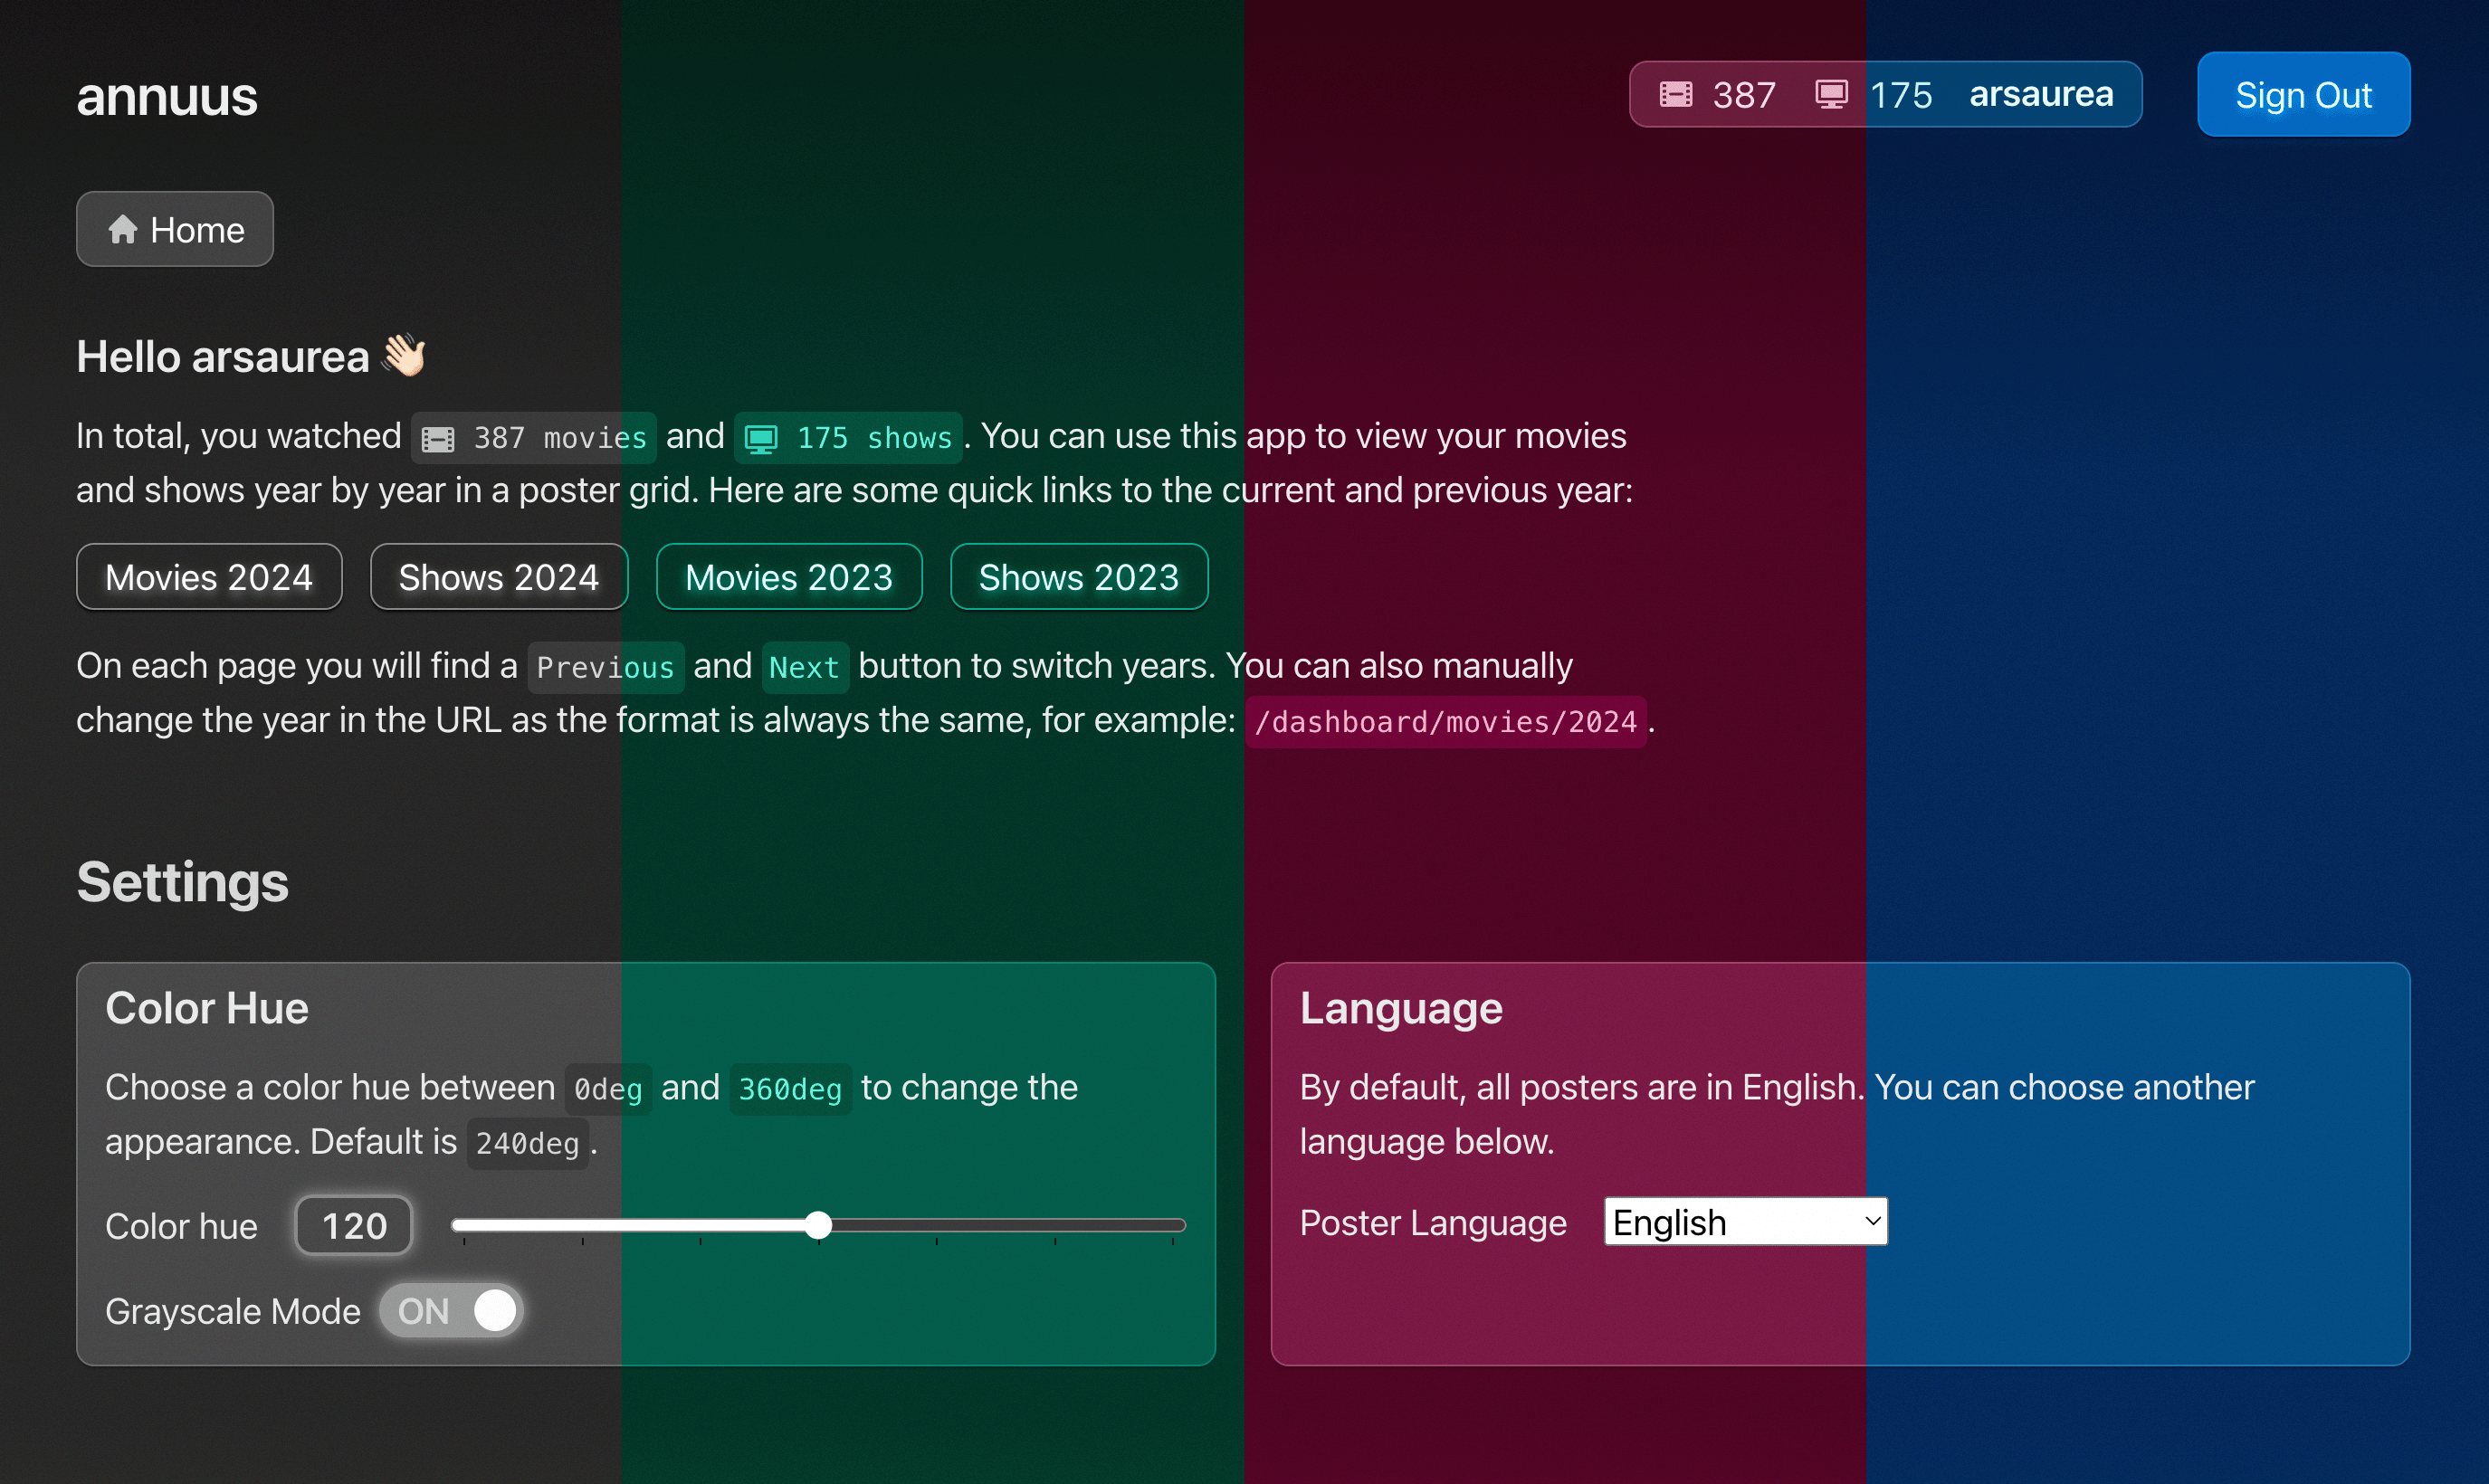 annuus
387 175 arsaurea
Sign Out
Home
Hello arsaurea 👋🏻
In total, you watched 387 movies and 175 shows. You can use this app to view your movies
and shows year by year in a poster grid. Here are some quick links to the current and previous year:
Movies 2024 Shows 2024 Movies 2023 Shows 2023
On each page you will find a Previous and Next button to switch years. You can also manually
change the year in the URL as the format is always the same, for example: /dashboard/movies/2024.
Settings
Color Hue
Choose a color hue between 0deg and 360deg to change the
appearance. Default is 240deg.
Color hue 120
Grayscale Mode ON
Language
By default, all posters are in English. You can choose another
language below.
Poster Language English